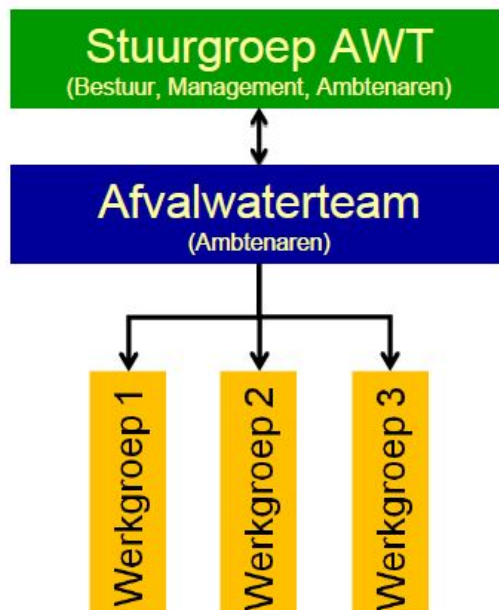 Stuurgroep AWT
(Bestuur, Management, Ambtenaren)
Afvalwaterteam
(Ambtenaren)
Werkgroep 1
Werkgroep 2
Werkgroep 3